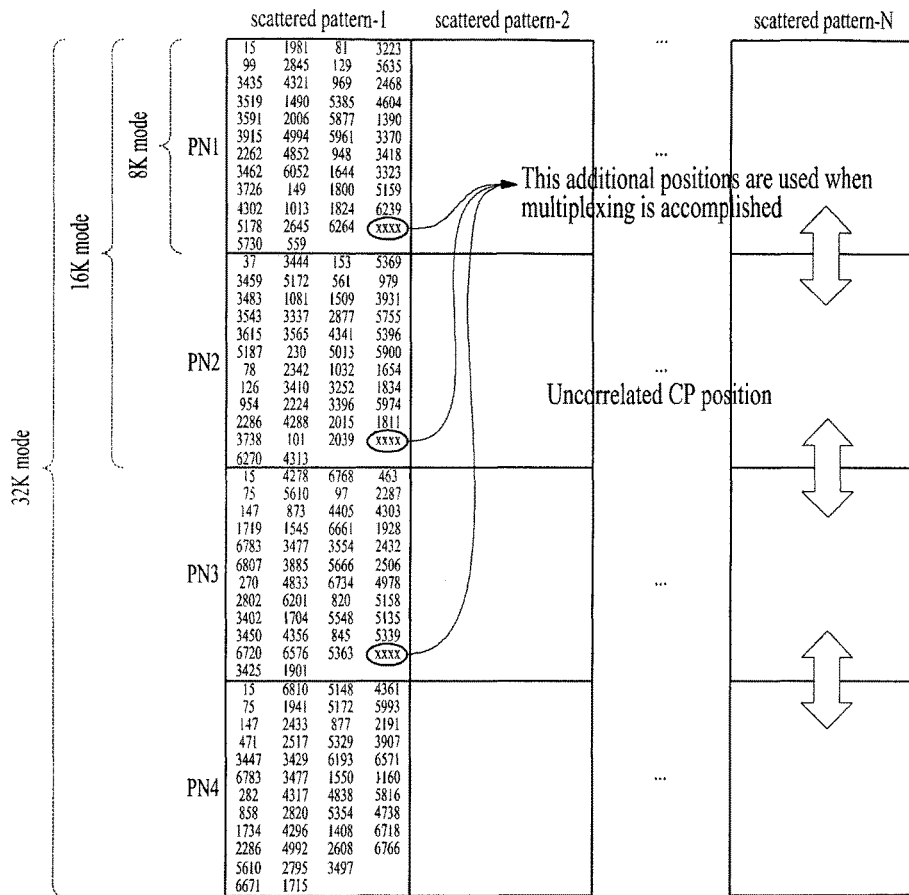 scattered pattern-1 scattered pattern-2 ... scattered pattern-N
15 1981 81 3223
99 2845 129 5635
3435 4321 969 2468
3519 1490 5385 4604
3591 2006 5877 1390
3915 4994 5961 3370
2262 4852 948 3418
3462 6052 1644 3323
3726 149 1800 5159
4302 1013 1824 6239
5178 2645 6264 xxxx
5730 559
PN1
8K mode
...
This additional positions are used when
multiplexing is accomplished
37 3444 153 5369
3459 5172 561 979
3483 1081 1509 3931
3543 3337 2877 5755
3615 3565 4341 5396
5187 230 5013 5900
78 2342 1032 1654
126 3410 3252 1834
954 2224 3396 5974
2286 4288 2015 1811
3738 101 2039 xxxx
6270 4313
PN2
16K mode
...
Uncorrelated CP position
15 4278 6768 463
75 5610 97 2287
147 873 4405 4303
1719 1545 6661 1928
6783 3477 3554 2432
6807 3885 5666 2506
270 4833 6734 4978
2802 6201 820 5158
3402 1704 5548 5135
3450 4356 845 5339
6720 6576 5363 xxxx
3425 1901
PN3
32K mode
...
15 6810 5148 4361
75 1941 5172 5993
147 2433 877 2191
471 2517 5329 3907
3447 3429 6193 6571
6783 3477 1550 1160
282 4317 4838 5816
858 2820 5354 4738
1734 4296 1408 6718
2286 4992 2608 6766
5610 2795 3497
6671 1715
PN4
...